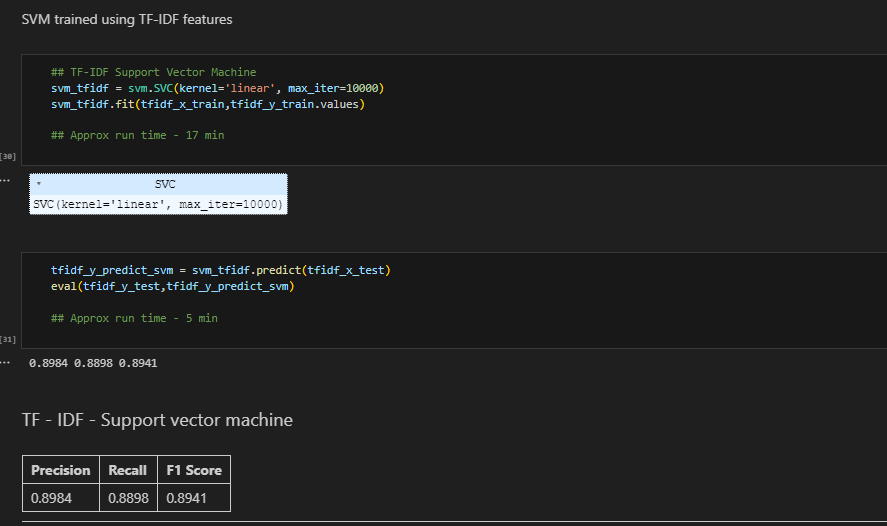 SVM trained using TF-IDF features
## TF-IDF Support Vector Machine
svm_tfidf = svm.SVC(kernel='linear', max_iter=10000)
svm_tfidf.fit(tfidf_x_train,tfidf_y_train.values)
## Approx run time - 17 min
[30]
...
SVC
SVC(kernel='linear', max_iter=10000)
tfidf_y_predict_svm = svm_tfidf.predict(tfidf_x_test)
eval(tfidf_y_test,tfidf_y_predict_svm)
## Approx run time - 5 min
[31]
...
0.8984 0.8898 0.8941
TF - IDF - Support vector machine
Precision Recall F1 Score
0.8984 0.8898 0.8941